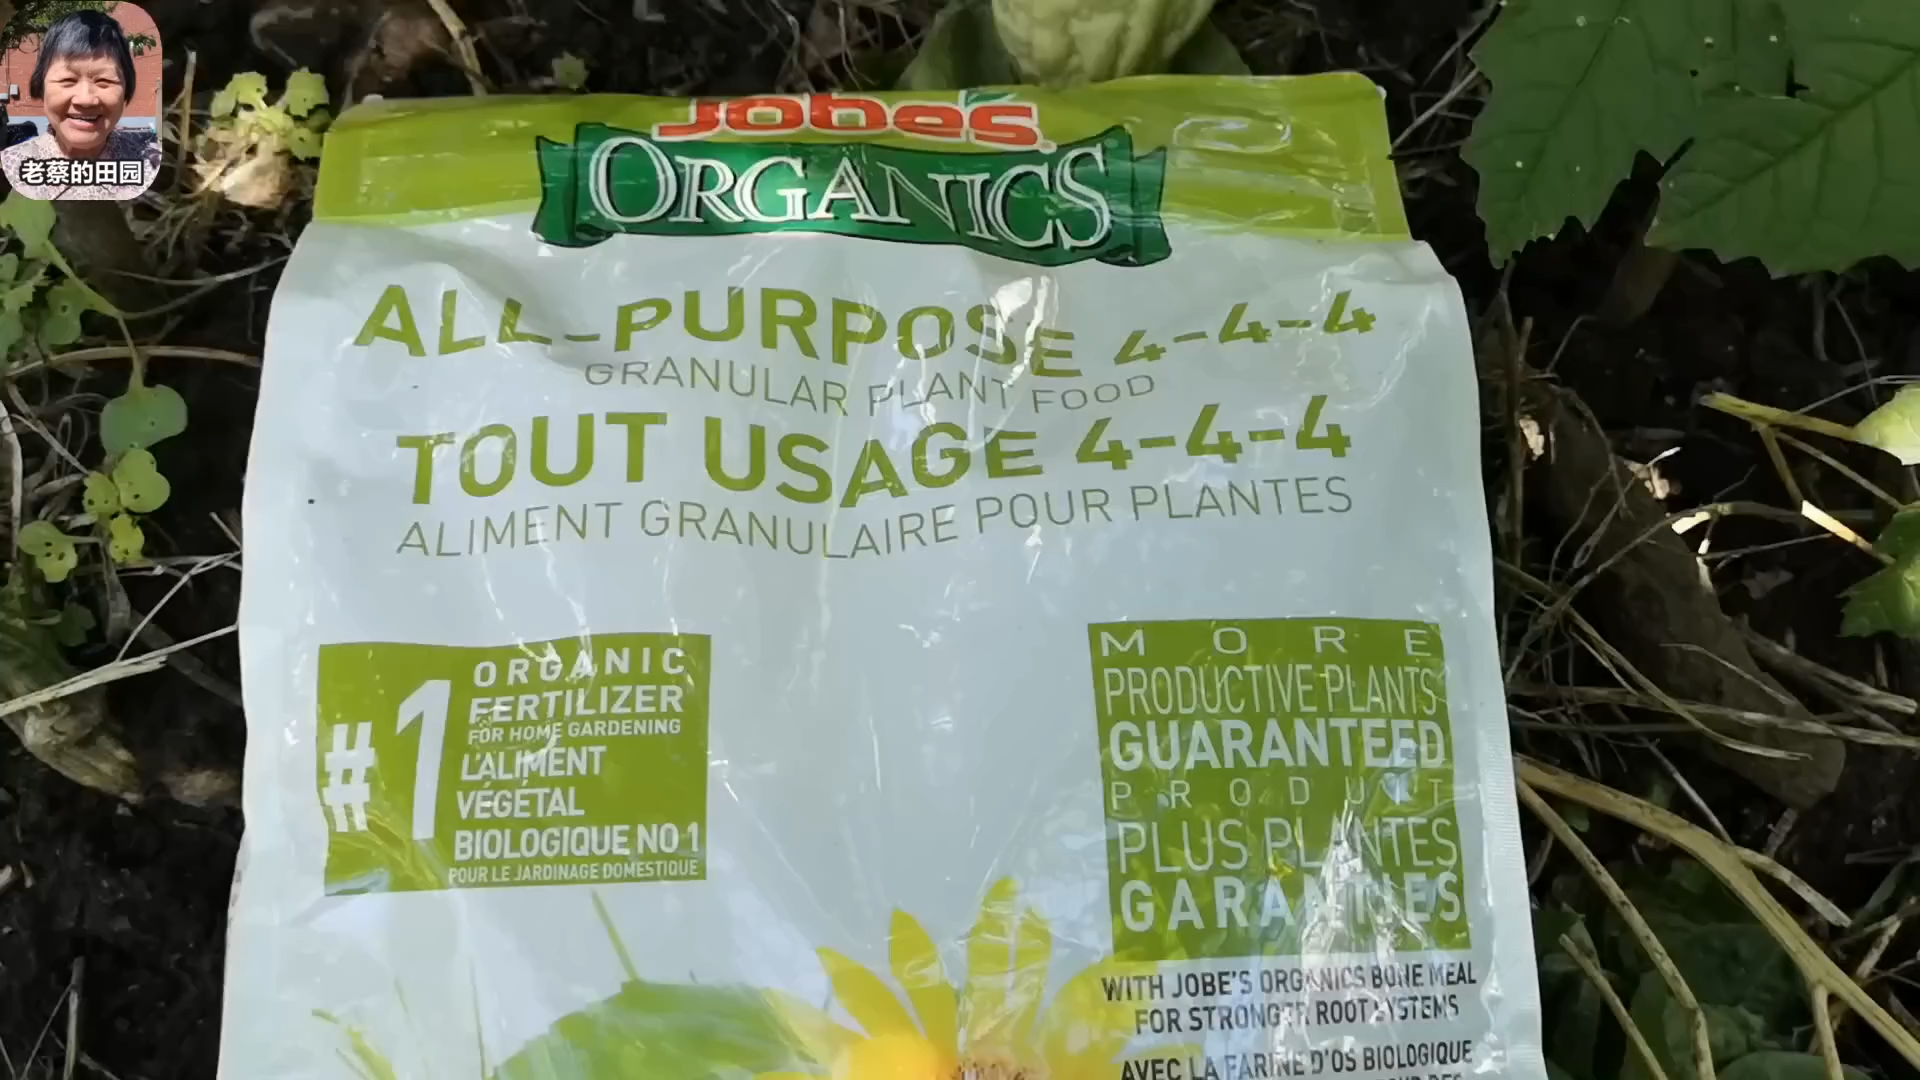 老蔡的田园
Jobe's
ORGANICS
ALL-PURPOSE 4-4-4
GRANULAR PLANT FOOD
TOUT USAGE 4-4-4
ALIMENT GRANULAIRE POUR PLANTES
#1
ORGANIC
FERTILIZER
FOR HOME GARDENING
L'ALIMENT
VÉGÉTAL
BIOLOGIQUE NO 1
POUR LE JARDINAGE DOMESTIQUE
MORE
PRODUCTIVE PLANTS
GUARANTEED
PRODUIT
PLUS PLANTES
GARANTIES
WITH JOBE'S ORGANICS BONE MEAL
FOR STRONGER ROOT SYSTEMS
AVEC LA FARINE D'OS BIOLOGIQUE